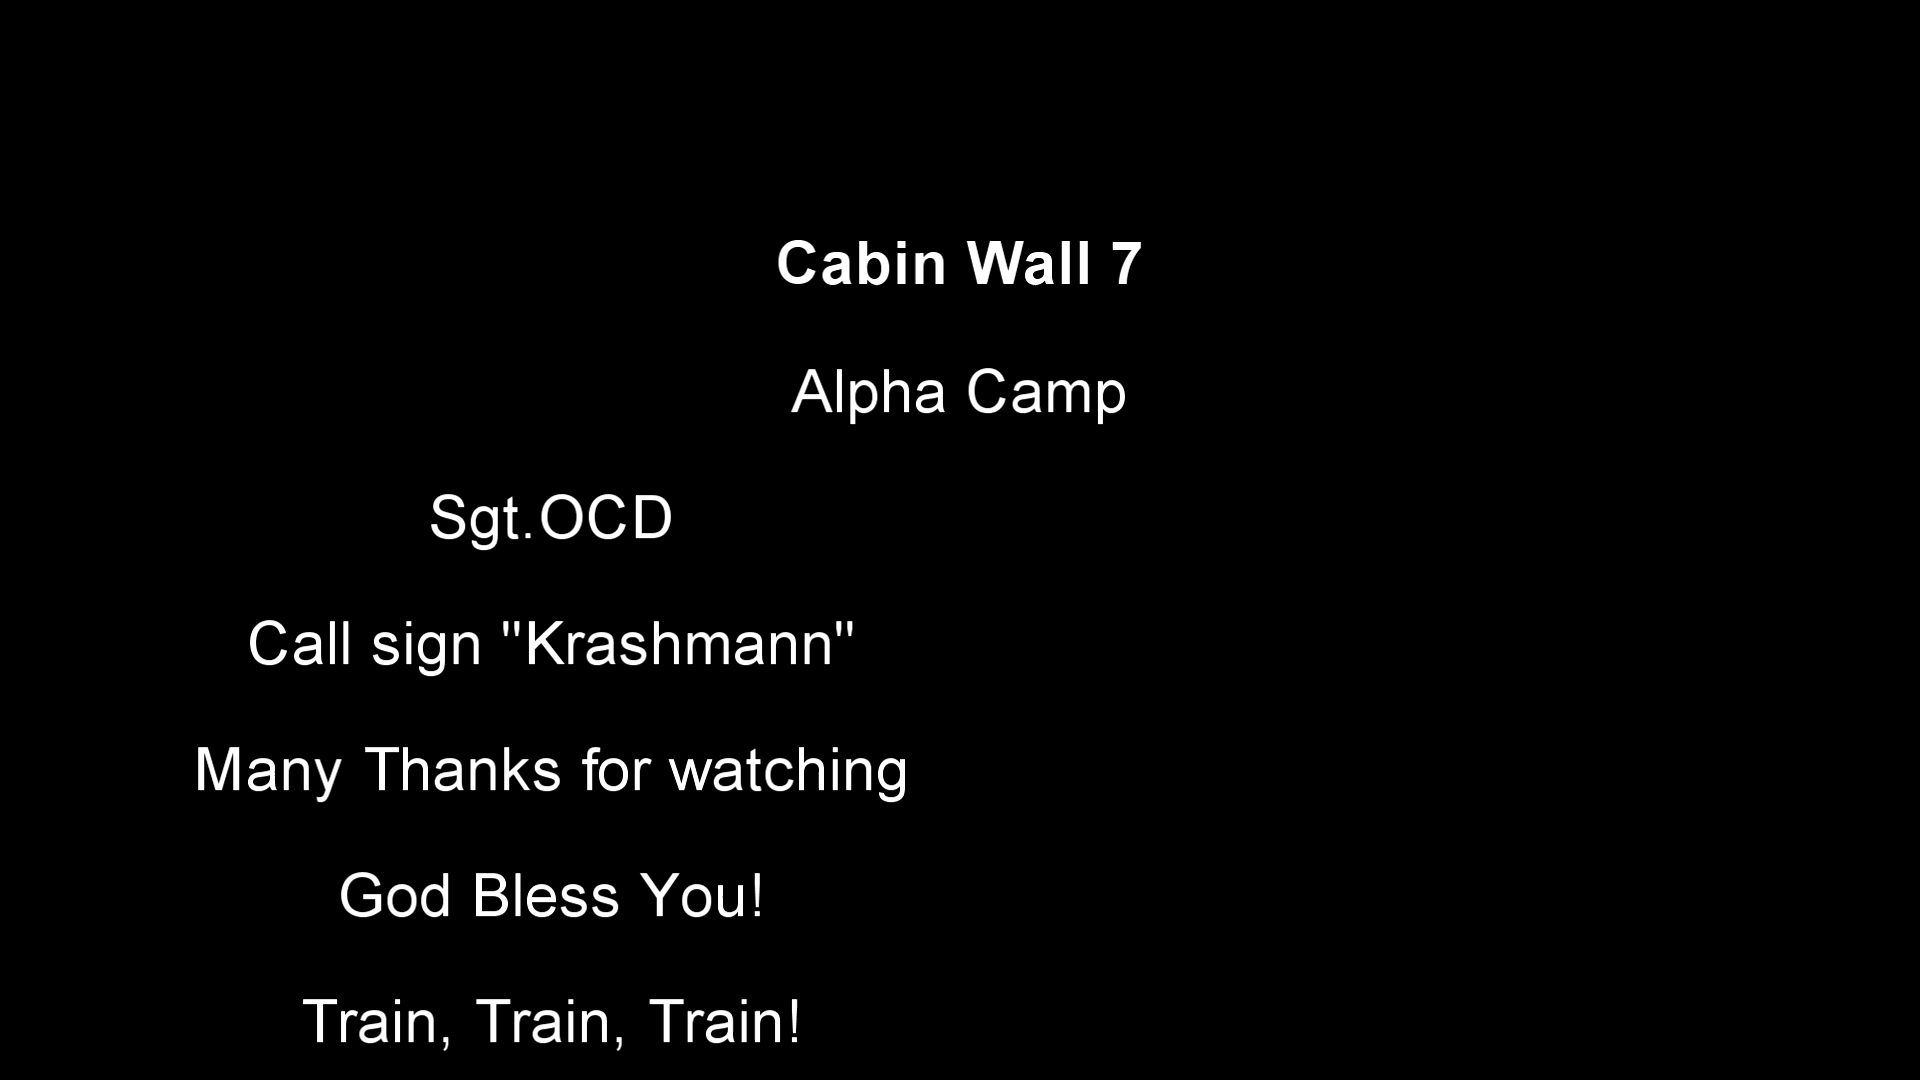 Cabin Wall 7
Alpha Camp
Sgt.OCD
Call sign "Krashmann"
Many Thanks for watching
God Bless You!
Train, Train, Train!